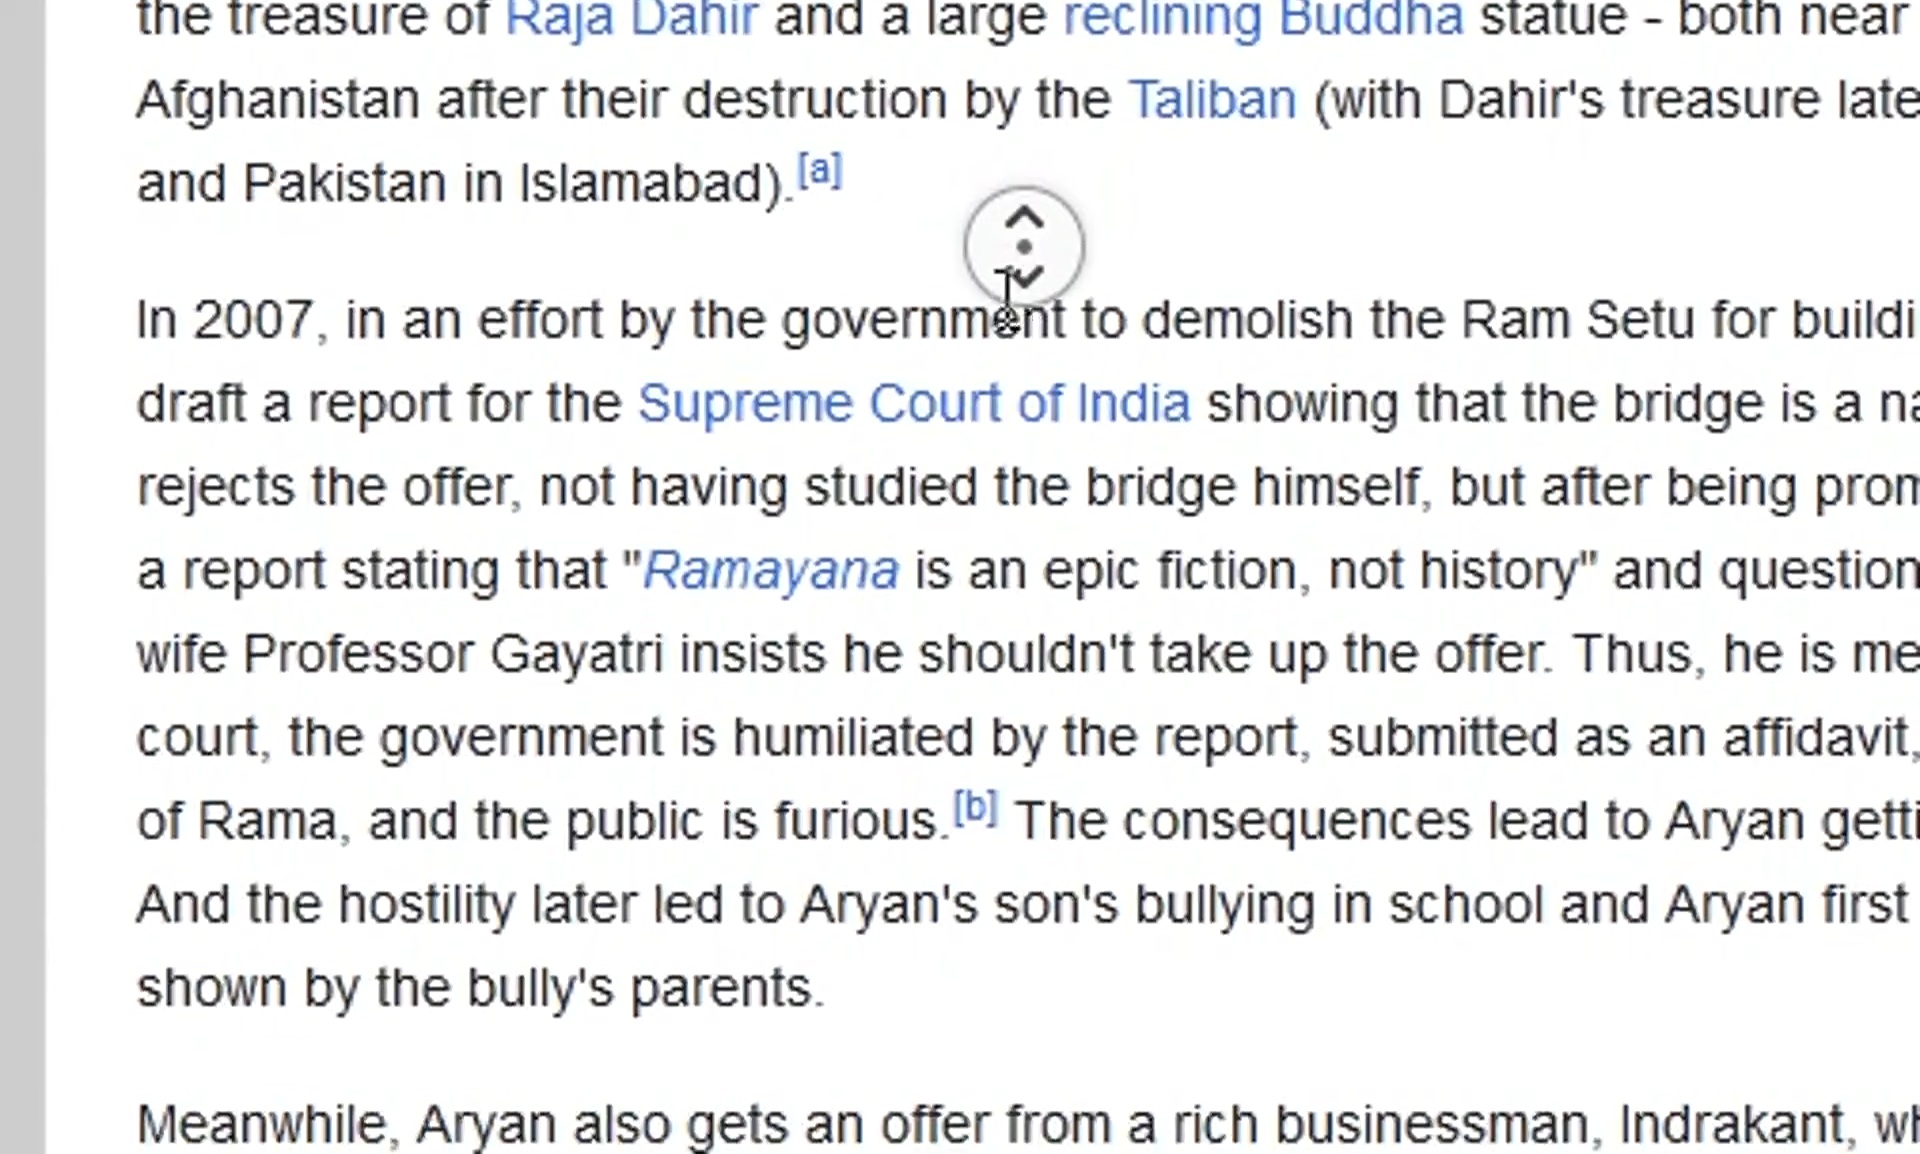 the treasure of Raja Dahir and a large reclining Buddha statue - both near
Afghanistan after their destruction by the Taliban (with Dahir's treasure late
and Pakistan in Islamabad).[a]
In 2007, in an effort by the government to demolish the Ram Setu for buildi
draft a report for the Supreme Court of India showing that the bridge is a na
rejects the offer, not having studied the bridge himself, but after being prom
a report stating that "Ramayana is an epic fiction, not history" and question
wife Professor Gayatri insists he shouldn't take up the offer. Thus, he is me
court, the government is humiliated by the report, submitted as an affidavit,
of Rama, and the public is furious.[b] The consequences lead to Aryan getti
And the hostility later led to Aryan's son's bullying in school and Aryan first
shown by the bully's parents.
Meanwhile, Aryan also gets an offer from a rich businessman, Indrakant, wh